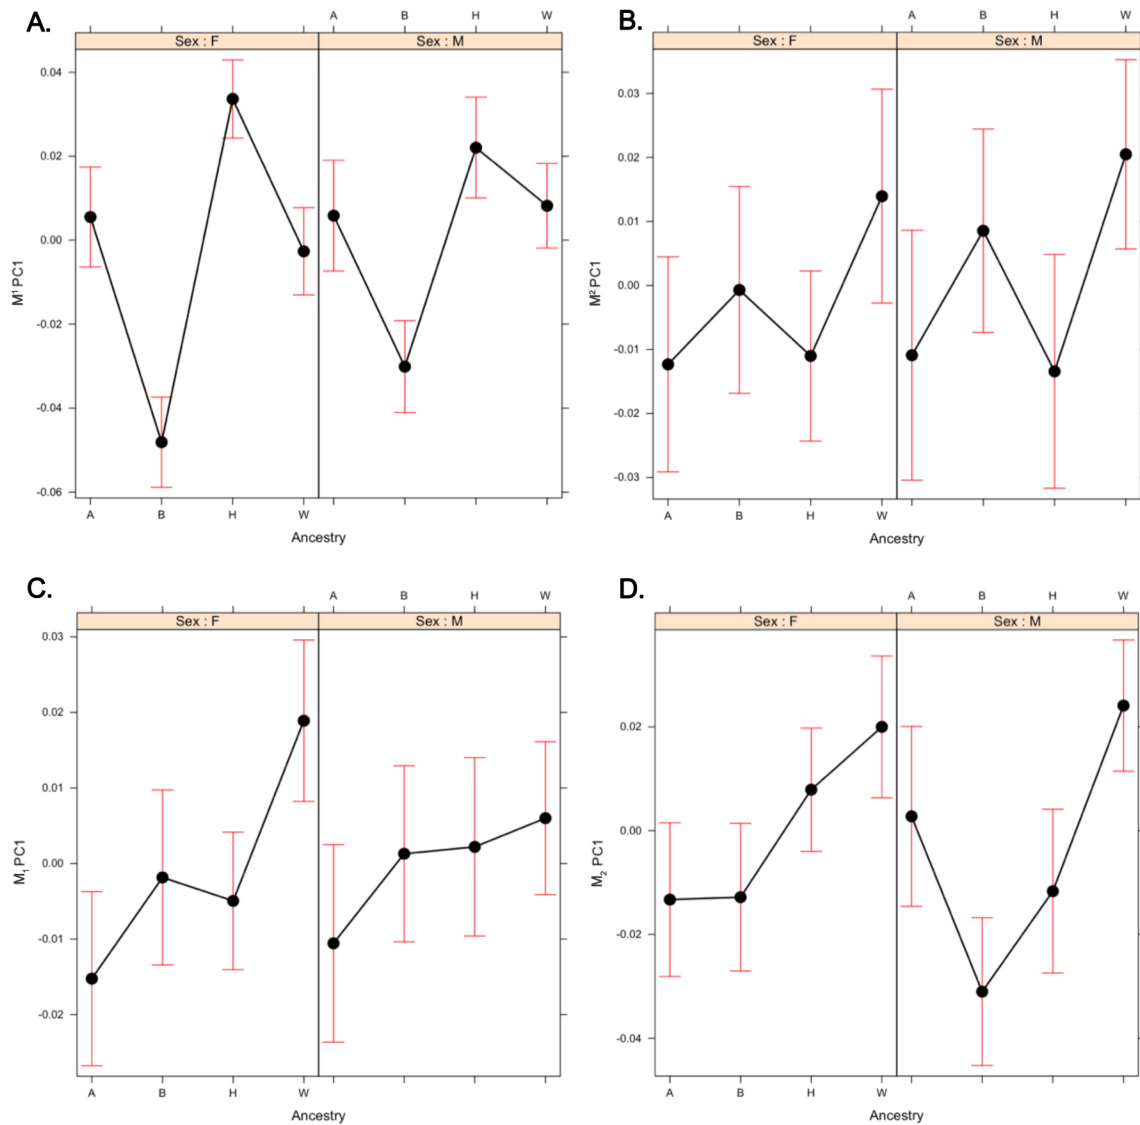 A.
A B H W
Sex : F Sex : M
0.04
0.02
0.00
-0.02
-0.04
-0.06
M¹ PC1
A B H W
Ancestry
B.
A B H W
Sex : F Sex : M
0.03
0.02
0.01
0.00
-0.01
-0.02
-0.03
M² PC1
A B H W
Ancestry
C.
A B H W
Sex : F Sex : M
0.03
0.02
0.01
0.00
-0.01
-0.02
M₁ PC1
A B H W
Ancestry
D.
A B H W
Sex : F Sex : M
0.02
0.00
-0.02
-0.04
M₂ PC1
A B H W
Ancestry